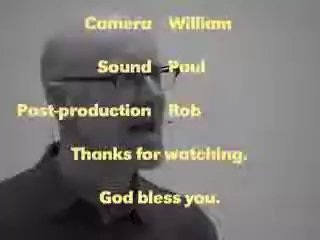 Camera William
Sound Paul
Post-production Rob
Thanks for watching.
God bless you.